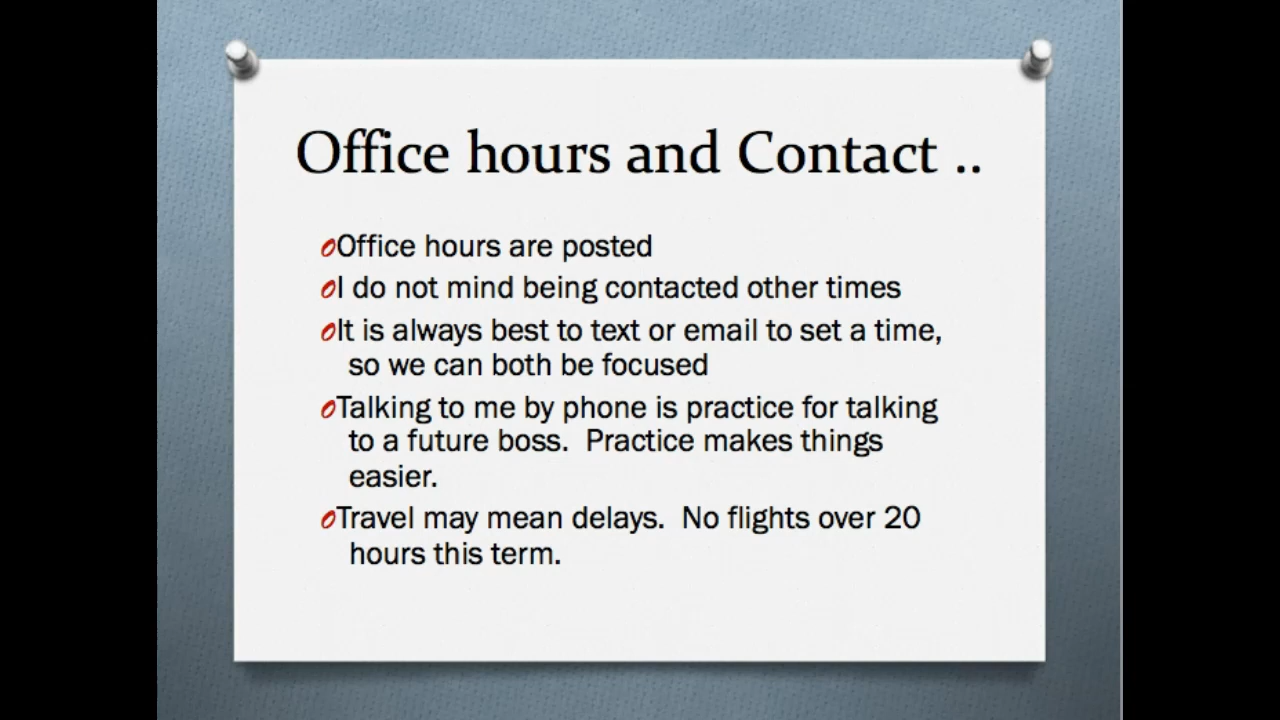 Office hours and Contact ..
Office hours are posted
I do not mind being contacted other times
It is always best to text or email to set a time,
so we can both be focused
Talking to me by phone is practice for talking
to a future boss.  Practice makes things
easier.
Travel may mean delays.  No flights over 20
hours this term.